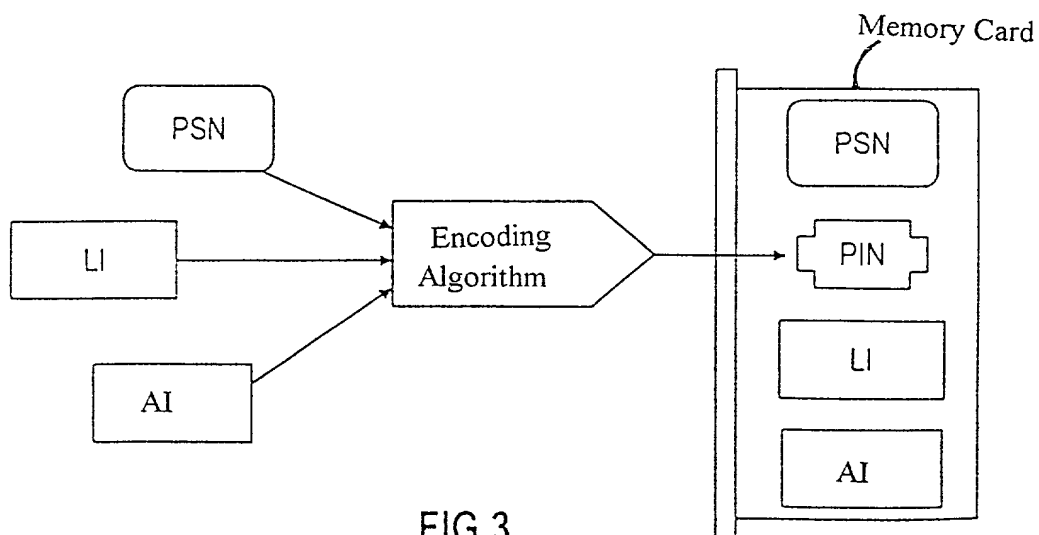 Memory Card
PSN
LI
AI
Encoding
Algorithm
PSN
PIN
LI
AI
FIG 3